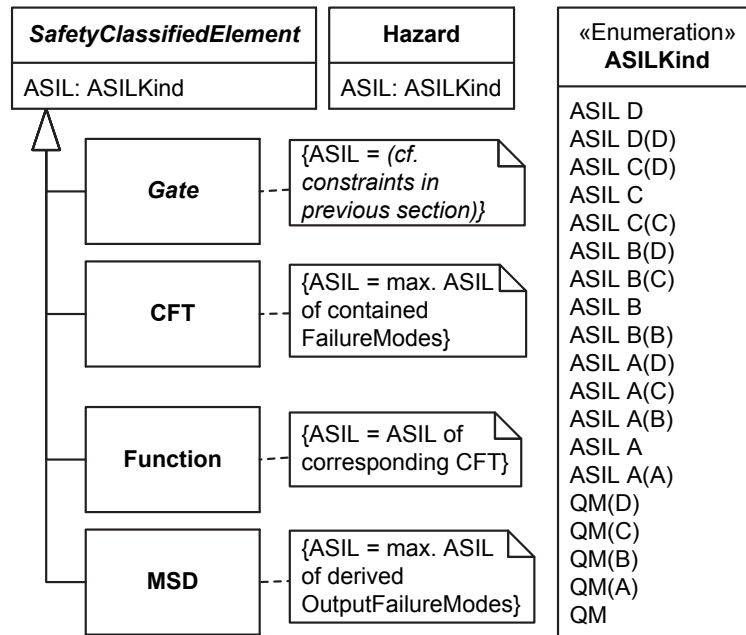 SafetyClassifiedElement
ASIL: ASILKind
Hazard
ASIL: ASILKind
«Enumeration»
ASILKind
ASIL D
ASIL D(D)
ASIL C(D)
ASIL C
ASIL C(C)
ASIL B(D)
ASIL B(C)
ASIL B
ASIL B(B)
ASIL A(D)
ASIL A(C)
ASIL A(B)
ASIL A
ASIL A(A)
QM(D)
QM(C)
QM(B)
QM(A)
QM
Gate
{ASIL = (cf.
constraints in
previous section)}
CFT
{ASIL = max. ASIL
of contained
FailureModes}
Function
{ASIL = ASIL of
corresponding CFT}
MSD
{ASIL = max. ASIL
of derived
OutputFailureModes}